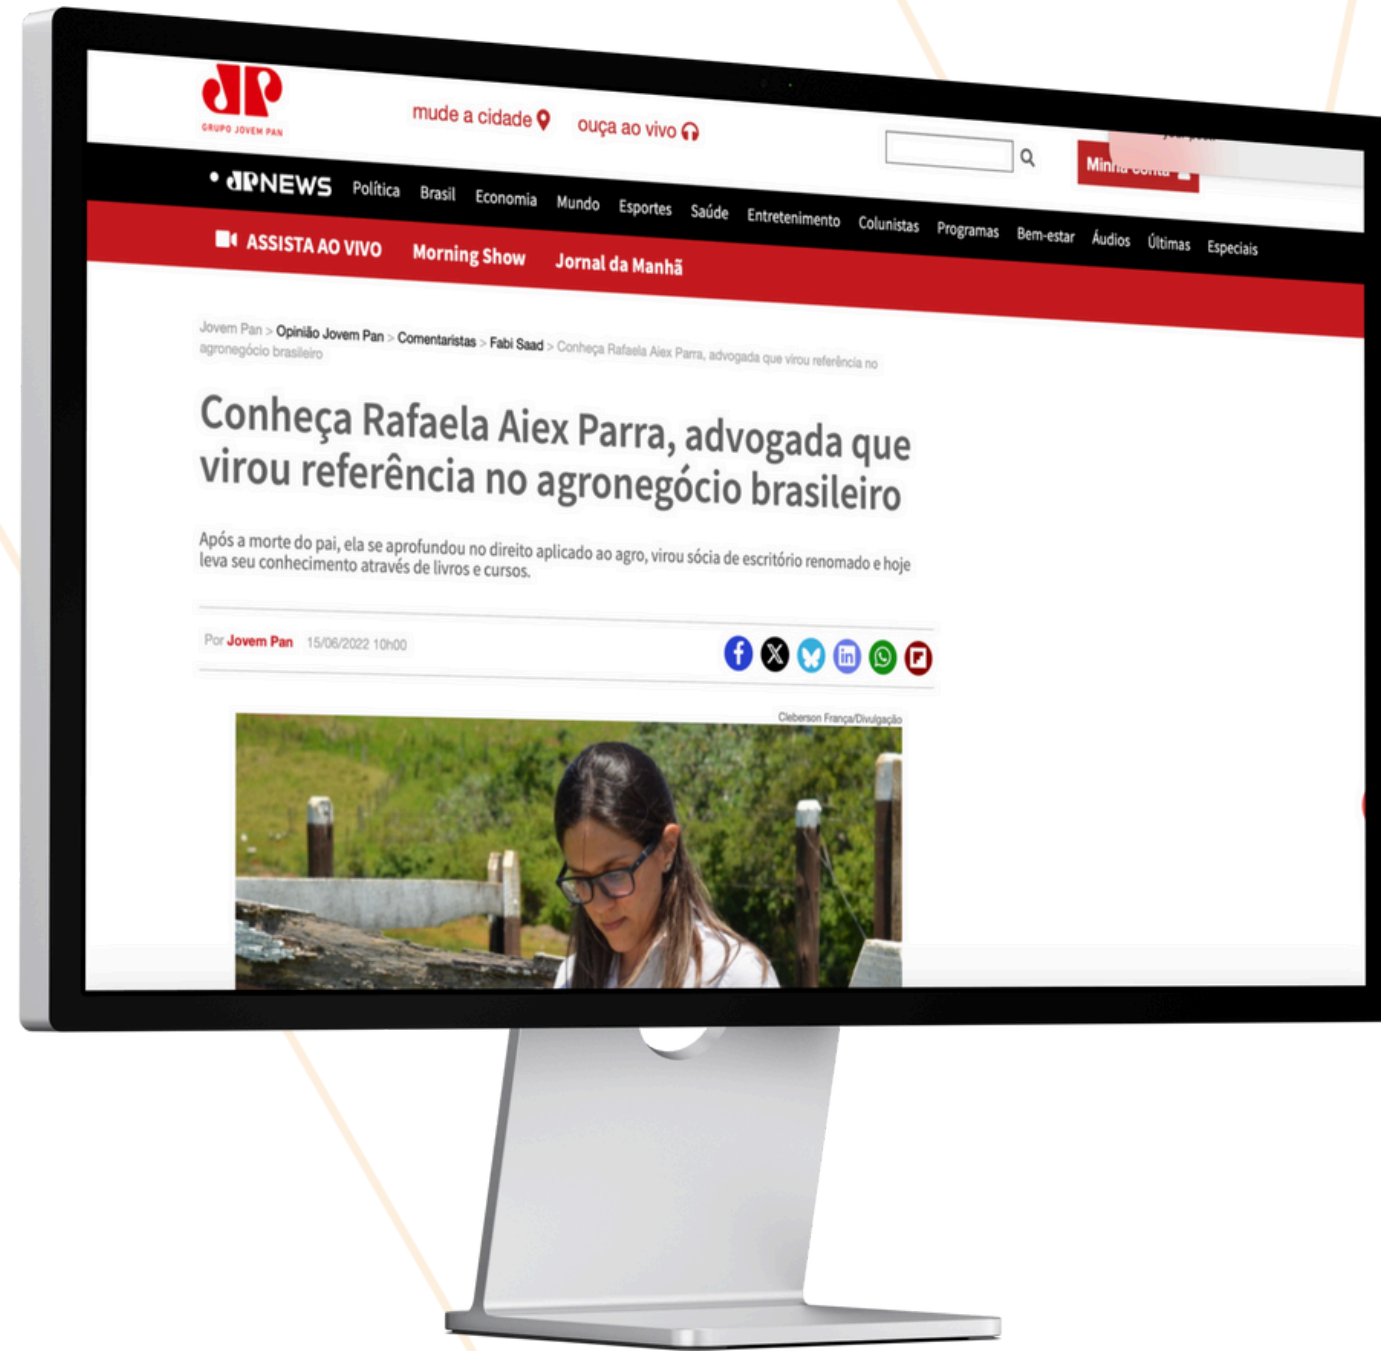 JP
GRUPO JOVEM PAN
mude a cidade
ouça ao vivo
Minha conta
JPNEWS Política Brasil Economia Mundo Esportes Saúde Entretenimento Colunistas Programas Bem-estar Áudios Últimas Especiais
ASSISTA AO VIVO Morning Show Jornal da Manhã
Jovem Pan > Opinião Jovem Pan > Comentaristas > Fabi Saad > Conheça Rafaela Aiex Parra, advogada que virou referência no
agronegócio brasileiro
Conheça Rafaela Aiex Parra, advogada que
virou referência no agronegócio brasileiro
Após a morte do pai, ela se aprofundou no direito aplicado ao agro, virou sócia de escritório renomado e hoje
leva seu conhecimento através de livros e cursos.
Por Jovem Pan 15/06/2022 10h00
Cleberson França/Divulgação